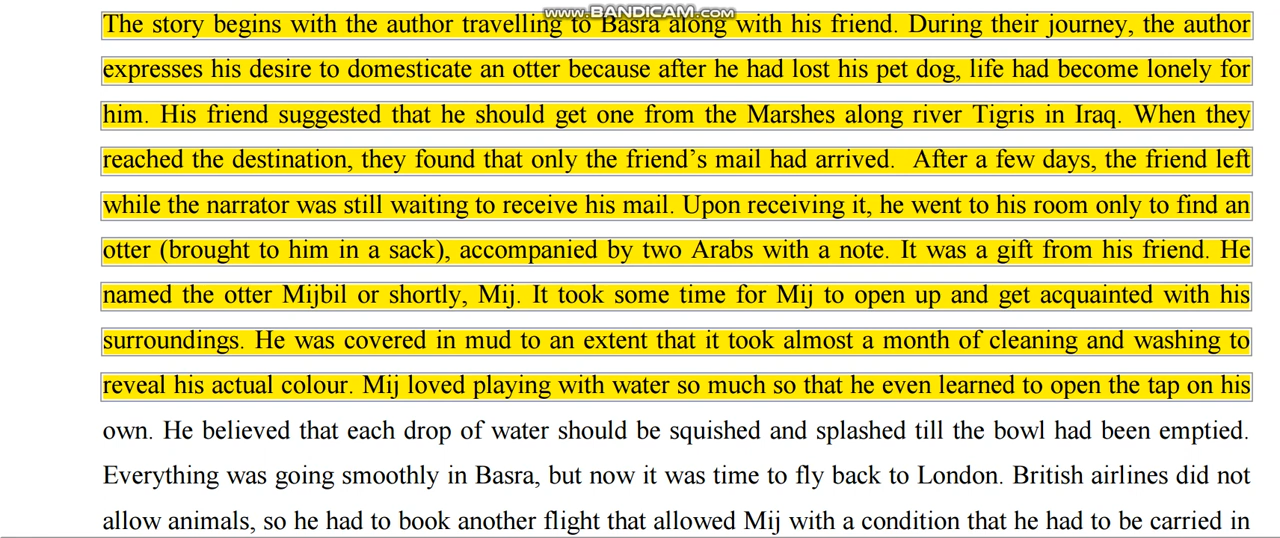 www.BANDICAM.com
The story begins with the author travelling to Basra along with his friend. During their journey, the author
expresses his desire to domesticate an otter because after he had lost his pet dog, life had become lonely for
him. His friend suggested that he should get one from the Marshes along river Tigris in Iraq. When they
reached the destination, they found that only the friend’s mail had arrived.  After a few days, the friend left
while the narrator was still waiting to receive his mail. Upon receiving it, he went to his room only to find an
otter (brought to him in a sack), accompanied by two Arabs with a note. It was a gift from his friend. He
named the otter Mijbil or shortly, Mij. It took some time for Mij to open up and get acquainted with his
surroundings. He was covered in mud to an extent that it took almost a month of cleaning and washing to
reveal his actual colour. Mij loved playing with water so much so that he even learned to open the tap on his
own. He believed that each drop of water should be squished and splashed till the bowl had been emptied.
Everything was going smoothly in Basra, but now it was time to fly back to London. British airlines did not
allow animals, so he had to book another flight that allowed Mij with a condition that he had to be carried in